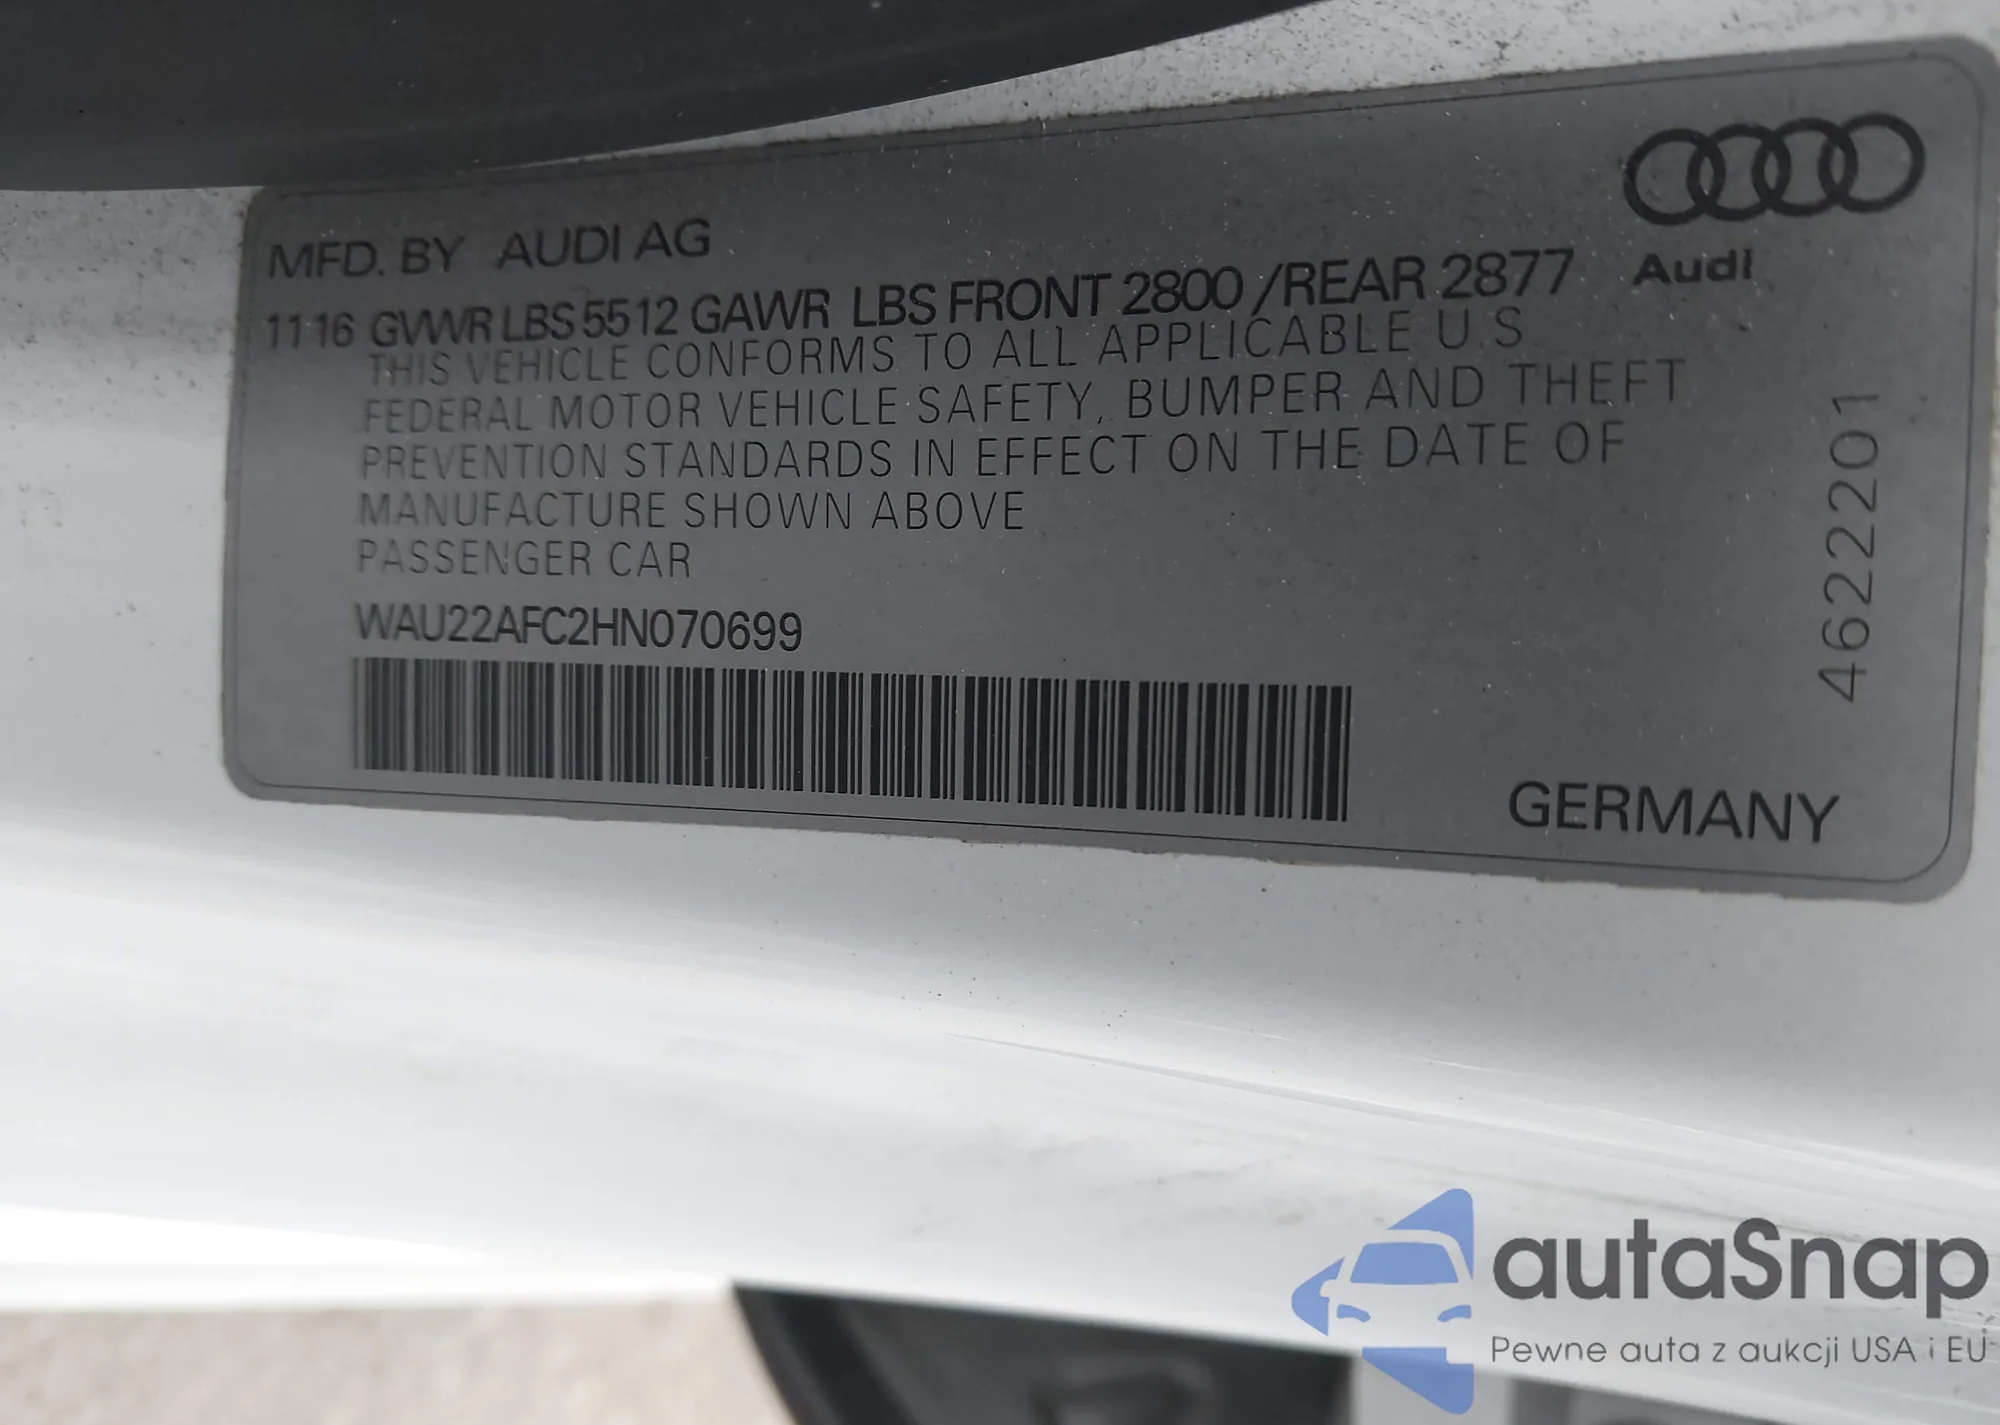 MFD. BY AUDI AG
Audi
1116 GVWR LBS 5512 GAWR LBS FRONT 2800 /REAR 2877
THIS VEHICLE CONFORMS TO ALL APPLICABLE U.S.
FEDERAL MOTOR VEHICLE SAFETY, BUMPER AND THEFT
PREVENTION STANDARDS IN EFFECT ON THE DATE OF
MANUFACTURE SHOWN ABOVE
PASSENGER CAR
WAU22AFC2HN070699
4622201
GERMANY
autaSnap
Pewne auta z aukcji USA i EU